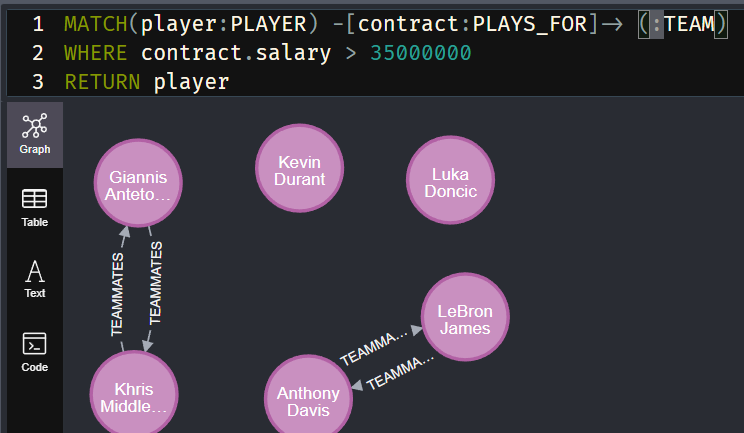 1 MATCH(player:PLAYER) -[contract:PLAYS_FOR]-> (:TEAM)
2 WHERE contract.salary > 35000000
3 RETURN player
Graph
Table
Text
Code
Giannis
Anteto...
Kevin
Durant
Luka
Doncic
TEAMMATES
TEAMMATES
LeBron
James
TEAMMA...
TEAMMA...
Khris
Middle...
Anthony
Davis